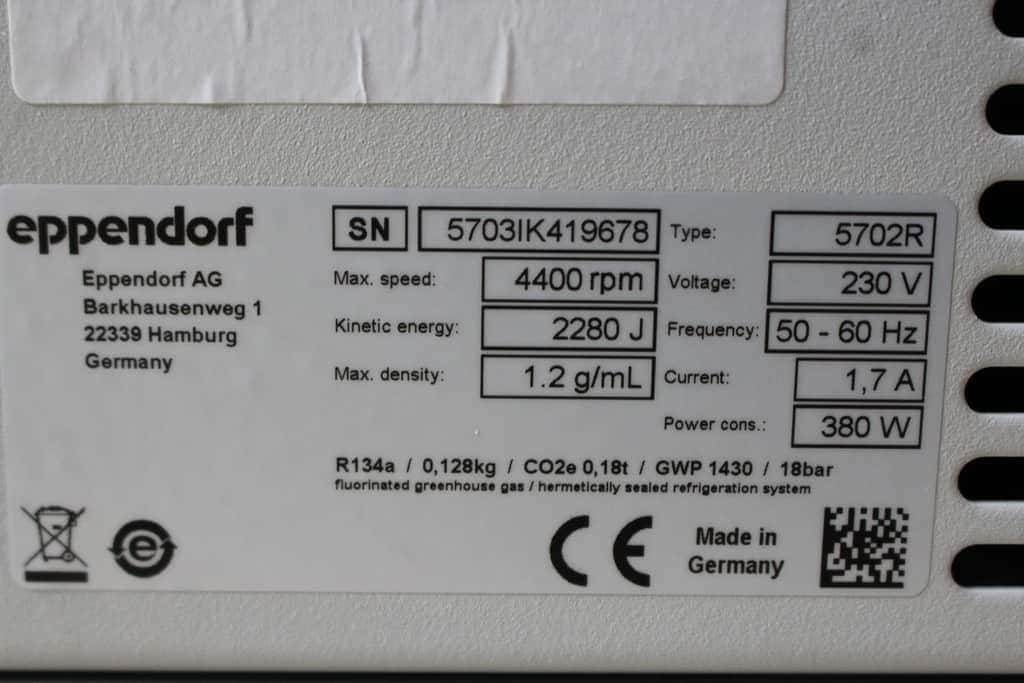 eppendorf
Eppendorf AG
Barkhausenweg 1
22339 Hamburg
Germany
SN 5703IK419678 Type: 5702R
Max. speed: 4400 rpm Voltage: 230 V
Kinetic energy: 2280 J Frequency: 50 - 60 Hz
Max. density: 1.2 g/mL Current: 1,7 A
Power cons.: 380 W
R134a / 0,128kg / CO2e 0,18t / GWP 1430 / 18bar
fluorinated greenhouse gas / hermetically sealed refrigeration system
e
CE
Made in
Germany